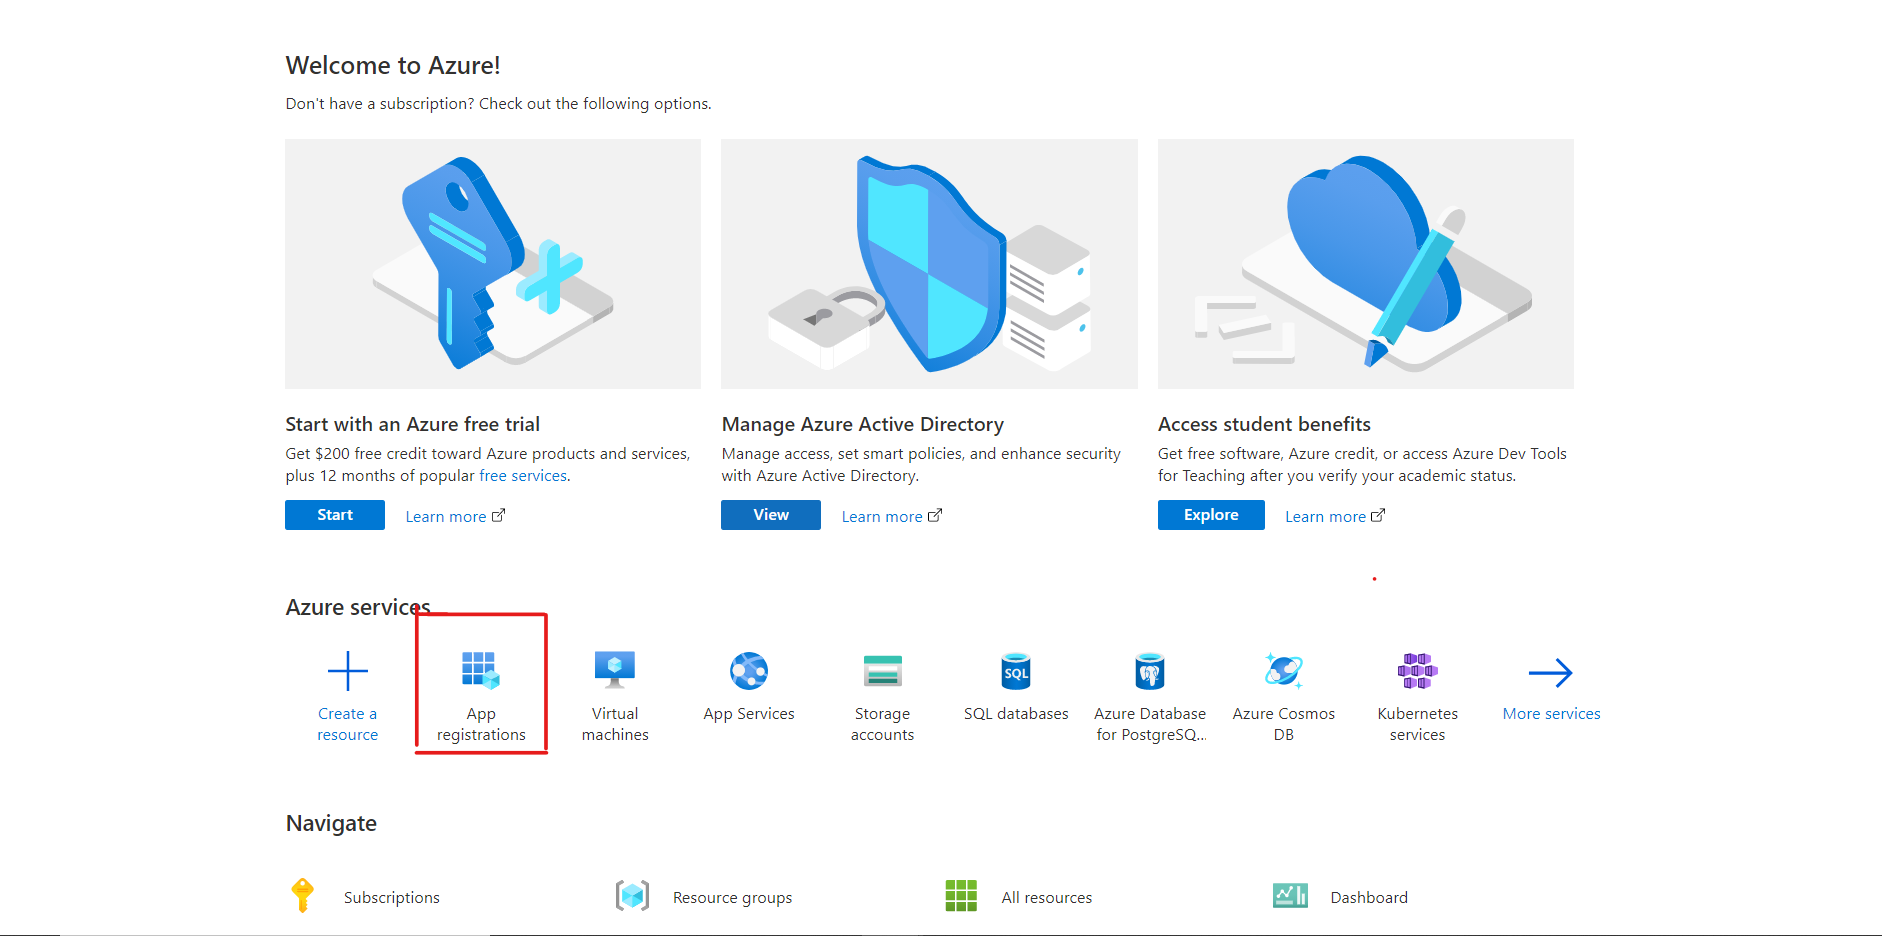 Welcome to Azure!
Don't have a subscription? Check out the following options.
Start with an Azure free trial
Get $200 free credit toward Azure products and services,
plus 12 months of popular free services.
Start
Learn more
Manage Azure Active Directory
Manage access, set smart policies, and enhance security
with Azure Active Directory.
View
Learn more
Access student benefits
Get free software, Azure credit, or access Azure Dev Tools
for Teaching after you verify your academic status.
Explore
Learn more
Azure services
Create a
resource
App
registrations
Virtual
machines
App Services
Storage
accounts
SQL
SQL databases
Azure Database
for PostgreSQ...
Azure Cosmos
DB
Kubernetes
services
More services
Navigate
Subscriptions
Resource groups
All resources
Dashboard